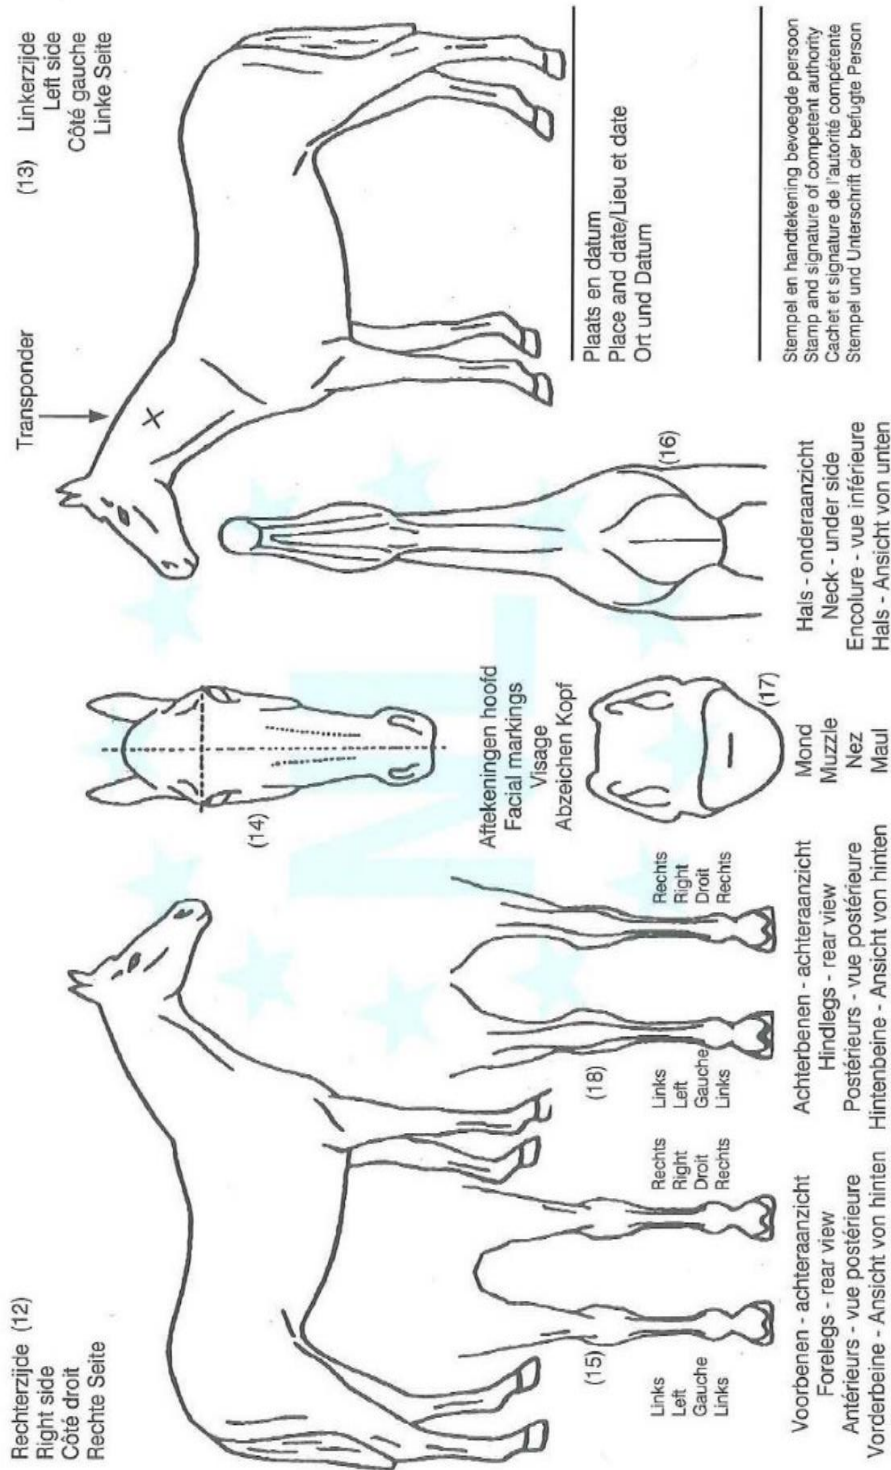 Rechterzijde (12)
Right side
Côté droit
Rechte Seite
(13) Linkerzijde
Left side
Côté gauche
Linke Seite
Transponder
(14)
Aftekeningen hoofd
Facial markings
Visage
Abzeichen Kopf
(15)
Links
Left
Gauche
Links
Rechts
Right
Droit
Rechts
Voorbenen - achteraanzicht
Forelegs - rear view
Antérieurs - vue postérieure
Vorderbeine - Ansicht von hinten
(18)
Links
Left
Gauche
Links
Rechts
Right
Droit
Rechts
Achterbenen - achteraanzicht
Hindlegs - rear view
Postérieurs - vue postérieure
Hintenbeine - Ansicht von hinten
(17)
Mond
Muzzle
Nez
Maul
(16)
Hals - onderaanzicht
Neck - under side
Encolure - vue inférieure
Hals - Ansicht von unten
Plaats en datum
Place and date/Lieu et date
Ort und Datum
Stempel en handtekening bevoegde persoon
Stamp and signature of competent authority
Cachet et signature de l'autorité compétente
Stempel und Unterschrift der befugte Person
NL